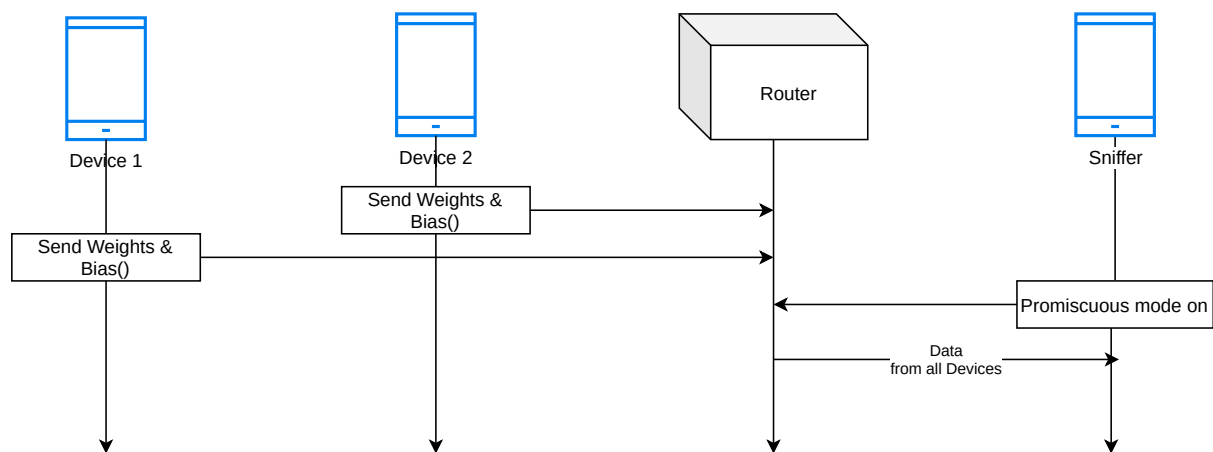 Router
Device 1
Device 2
Sniffer
Send Weights &
Bias()
Send Weights &
Bias()
Promiscuous mode on
Data
from all Devices